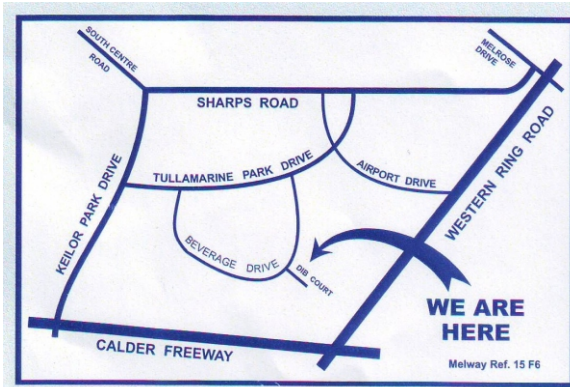 SOUTH CENTRE
ROAD
MELROSE
DRIVE
SHARPS ROAD
TULLAMARINE PARK DRIVE
AIRPORT DRIVE
WESTERN RING ROAD
KEILOR PARK DRIVE
BEVERAGE DRIVE
DIB COURT
WE ARE
HERE
CALDER FREEWAY
Melway Ref. 15 F6